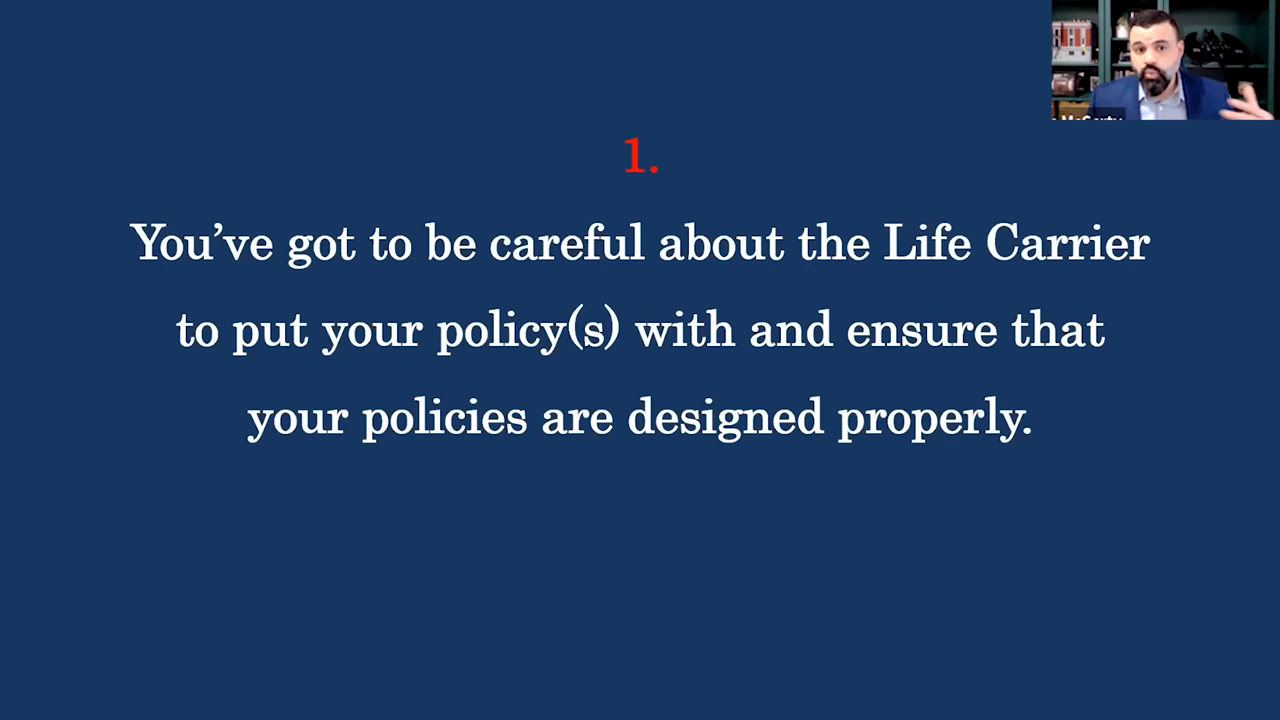 1.
You’ve got to be careful about the Life Carrier
to put your policy(s) with and ensure that
your policies are designed properly.